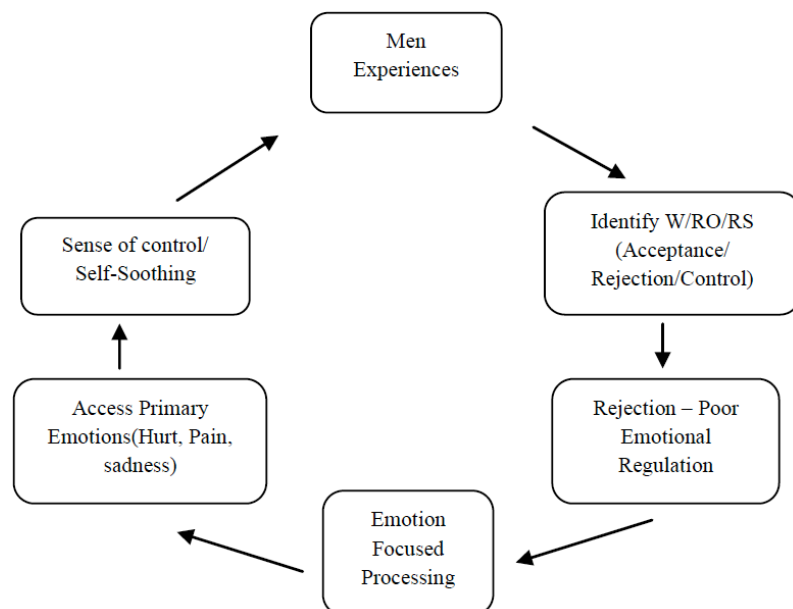 Men
Experiences
Identify W/RO/RS
(Acceptance/
Rejection/Control)
Rejection – Poor
Emotional
Regulation
Emotion
Focused
Processing
Access Primary
Emotions(Hurt, Pain,
sadness)
Sense of control/
Self-Soothing